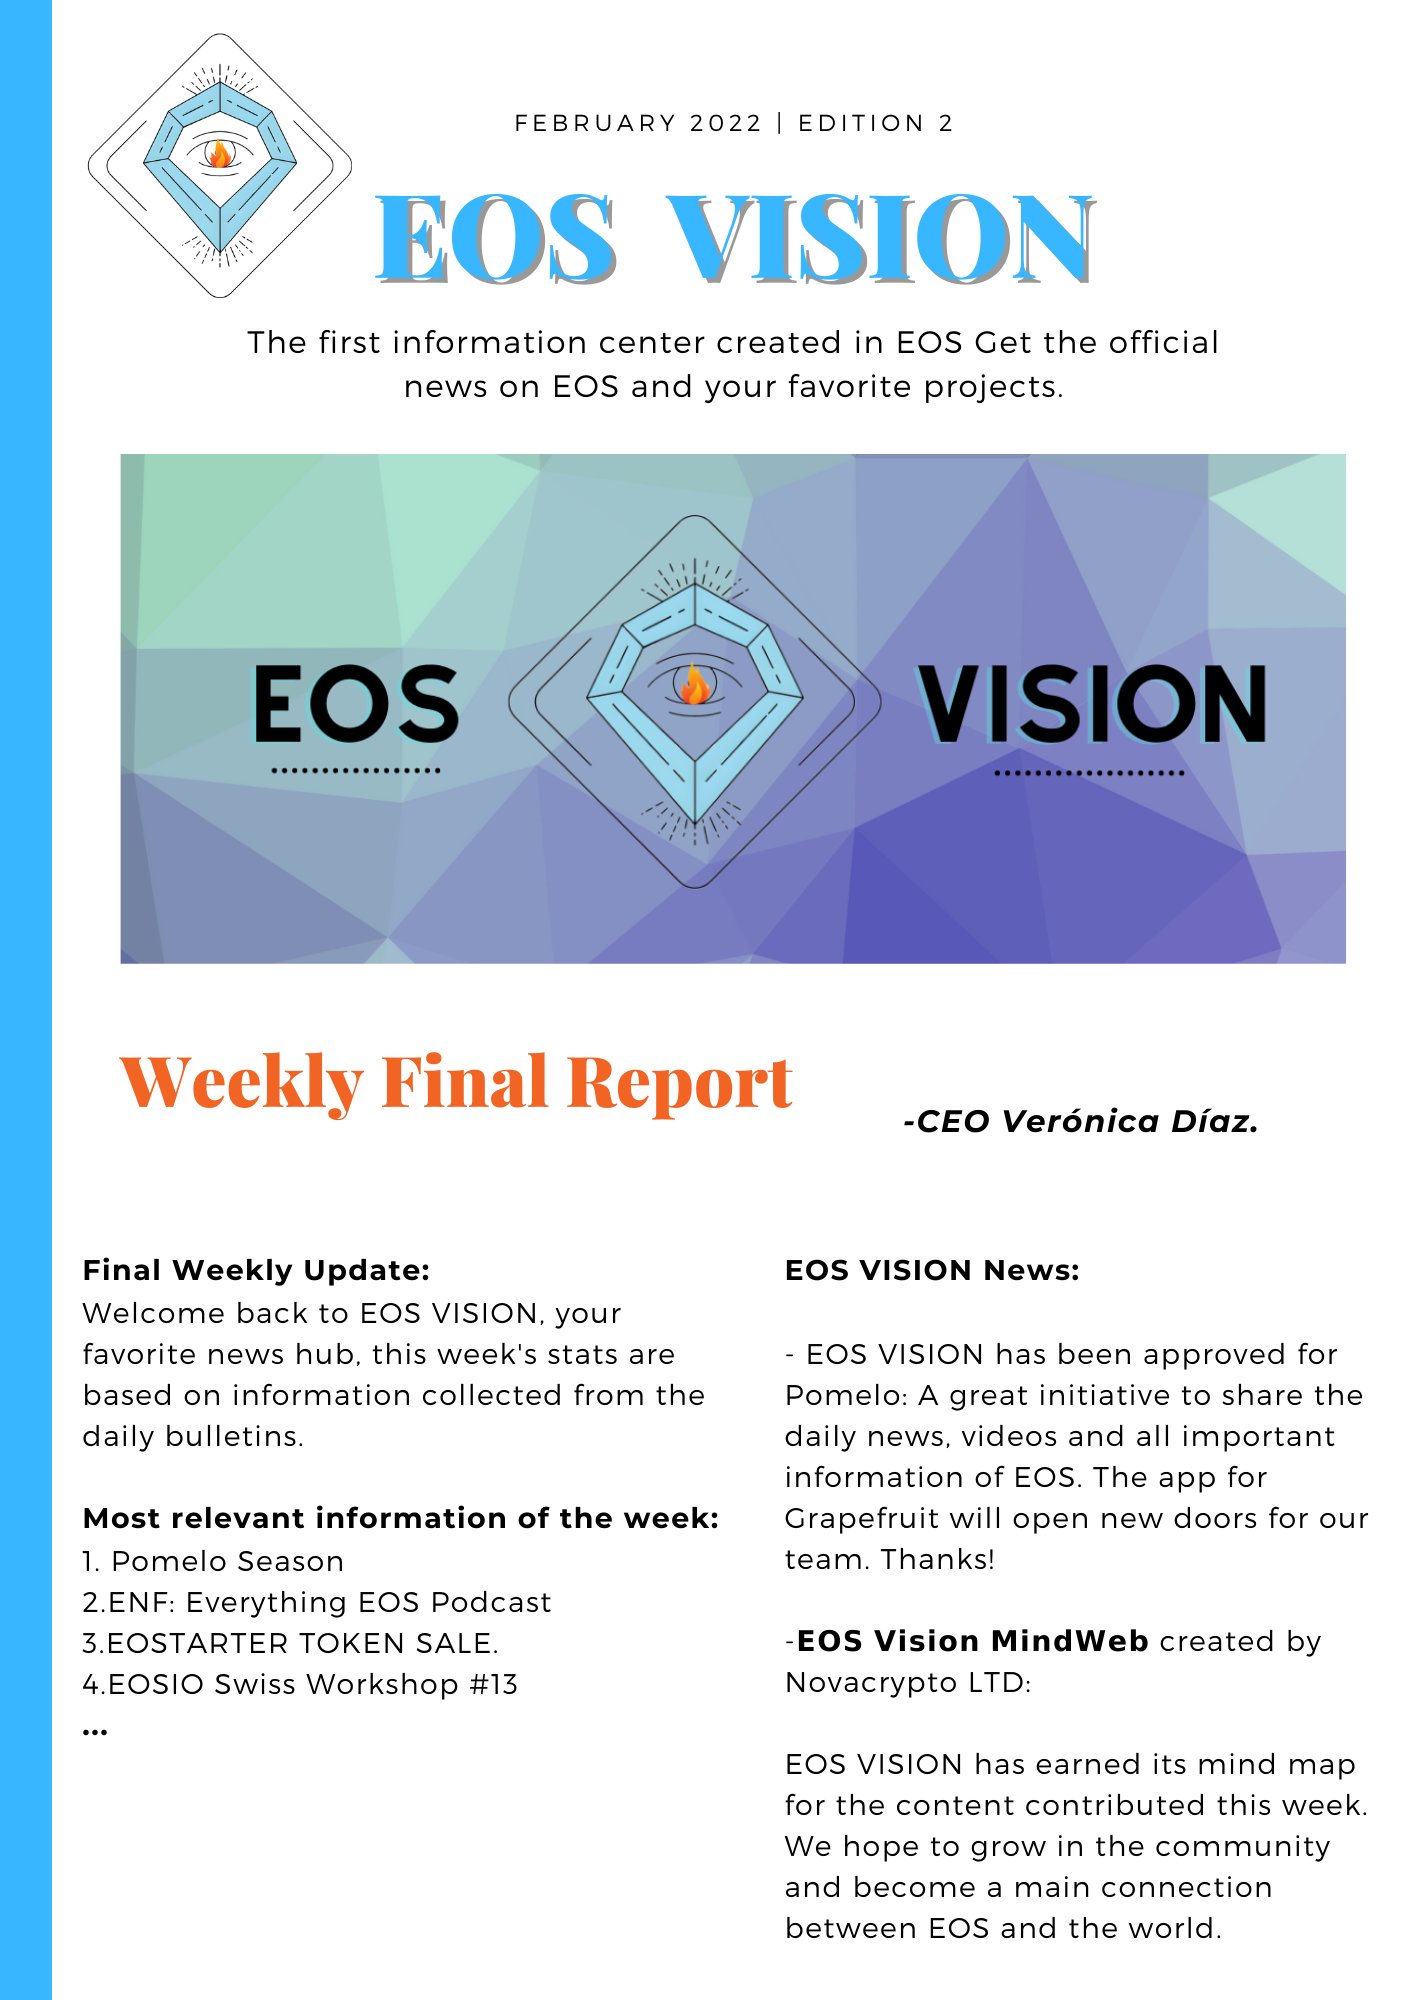 FEBRUARY 2022 | EDITION 2
EOS VISION
The first information center created in EOS Get the official
news on EOS and your favorite projects.
EOS VISION
Weekly Final Report
-CEO Verónica Díaz.
Final Weekly Update:
Welcome back to EOS VISION, your
favorite news hub, this week's stats are
based on information collected from the
daily bulletins.
Most relevant information of the week:
1. Pomelo Season
2.ENF: Everything EOS Podcast
3.EOSTARTER TOKEN SALE.
4.EOSIO Swiss Workshop #13
...
EOS VISION News:
- EOS VISION has been approved for
Pomelo: A great initiative to share the
daily news, videos and all important
information of EOS. The app for
Grapefruit will open new doors for our
team. Thanks!
-EOS Vision MindWeb created by
Novacrypto LTD:
EOS VISION has earned its mind map
for the content contributed this week.
We hope to grow in the community
and become a main connection
between EOS and the world.